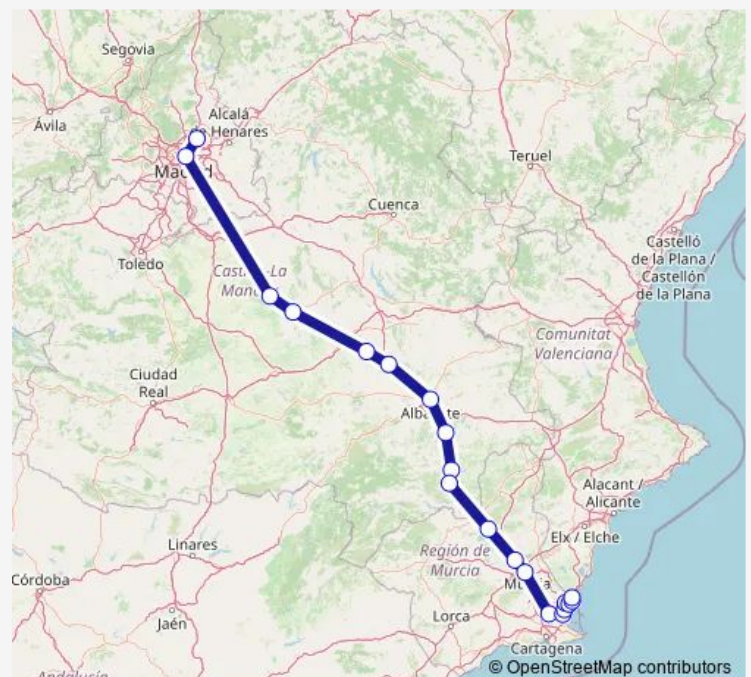 Segovia
Alcalá
de Henares
Ávila
Madrid
Teruel
Cuenca
Toledo
Castelló
de la Plana /
Castellón
de la Plana
Castilla-La
Comunitat
Valenciana
Ciudad
Real
Albacete
Alacant /
Alicante
Elx / Elche
Linares
Región de
Murcia
Murcia
Córdoba
Jaén
Lorca
Cartagena
Andalucía
© OpenStreetMap contributors